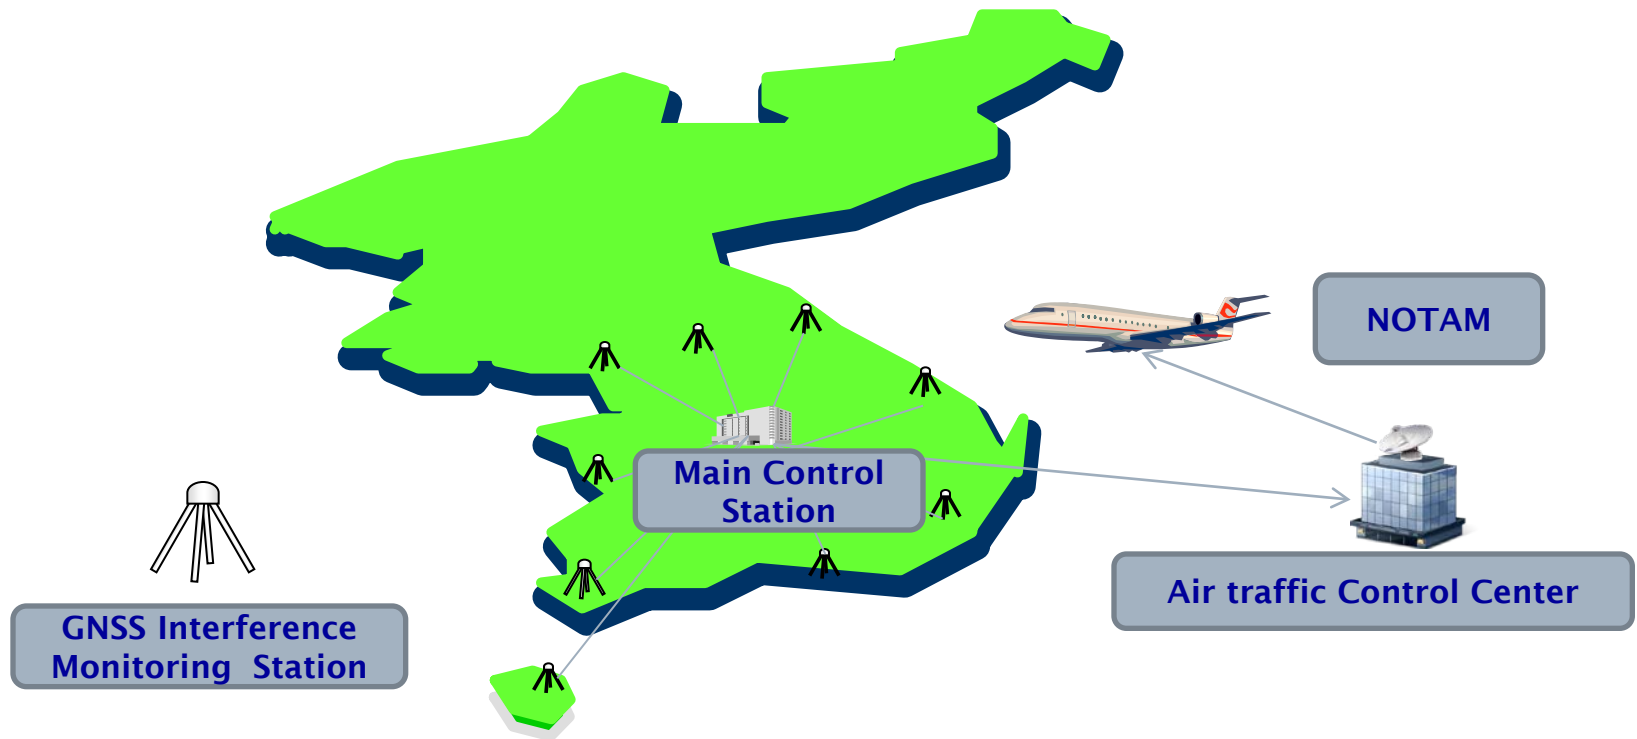 NOTAM
Main Control
Station
Air traffic Control Center
GNSS Interference
Monitoring  Station